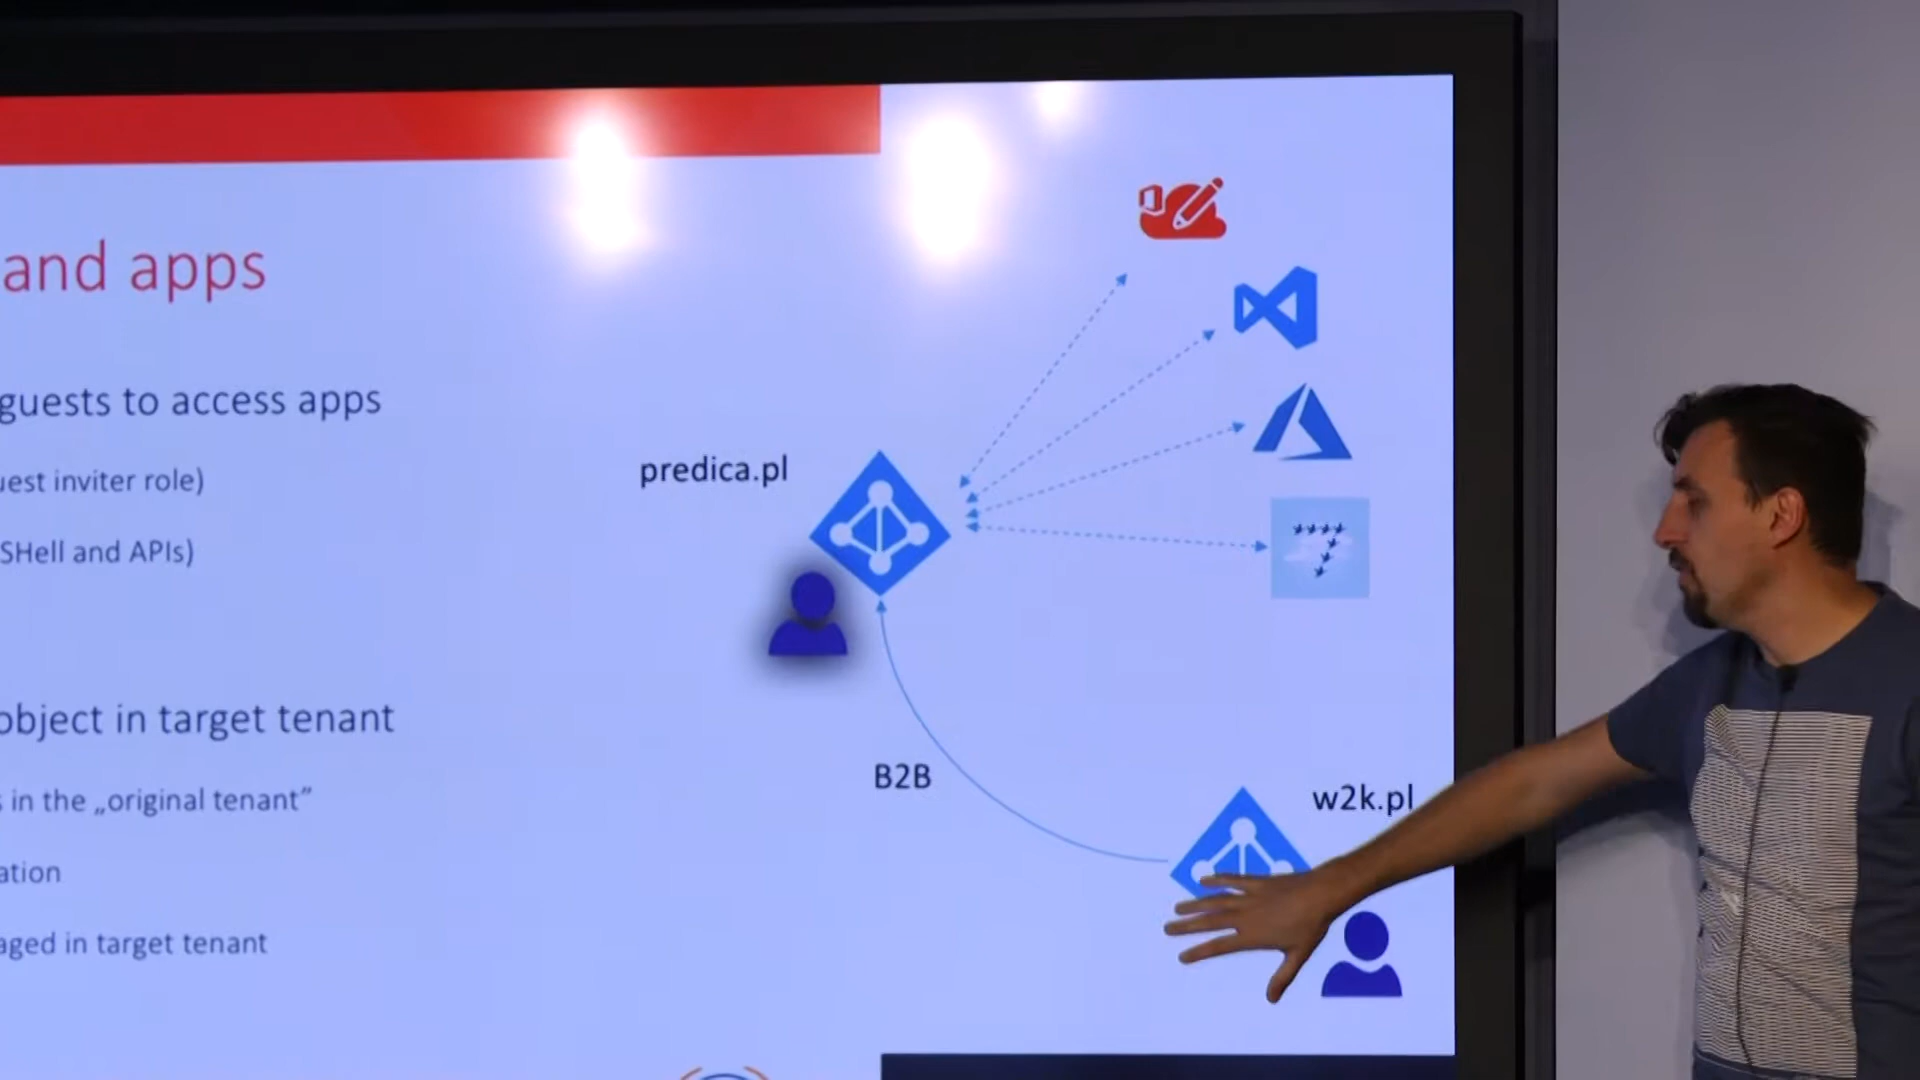 and apps
guests to access apps
uest inviter role)
SHell and APIs)
object in target tenant
s in the „original tenant”
ation
aged in target tenant
predica.pl
B2B
w2k.pl